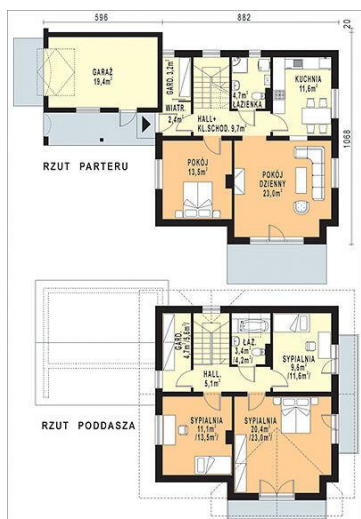 596
882
20
GARAŻ
19,4m²
GARD. 3,2m²
WIATR.
2,4m²
HALL+
KL.SCHOD. 9,7m²
4,7m²
ŁAZIENKA
KUCHNIA
11,6m²
1068
RZUT PARTERU
POKÓJ
13,5m²
POKÓJ
DZIENNY
23,0m²
GARD.
4,7m²/5,6m²/
HALL
5,1m²
ŁAZ.
3,4m²
/4,2m²/
SYPIALNIA
9,6m²
/11,6m²/
SYPIALNIA
11,1m²
/13,5m²/
SYPIALNIA
20,4m²
/23,0m²/
RZUT PODDASZA